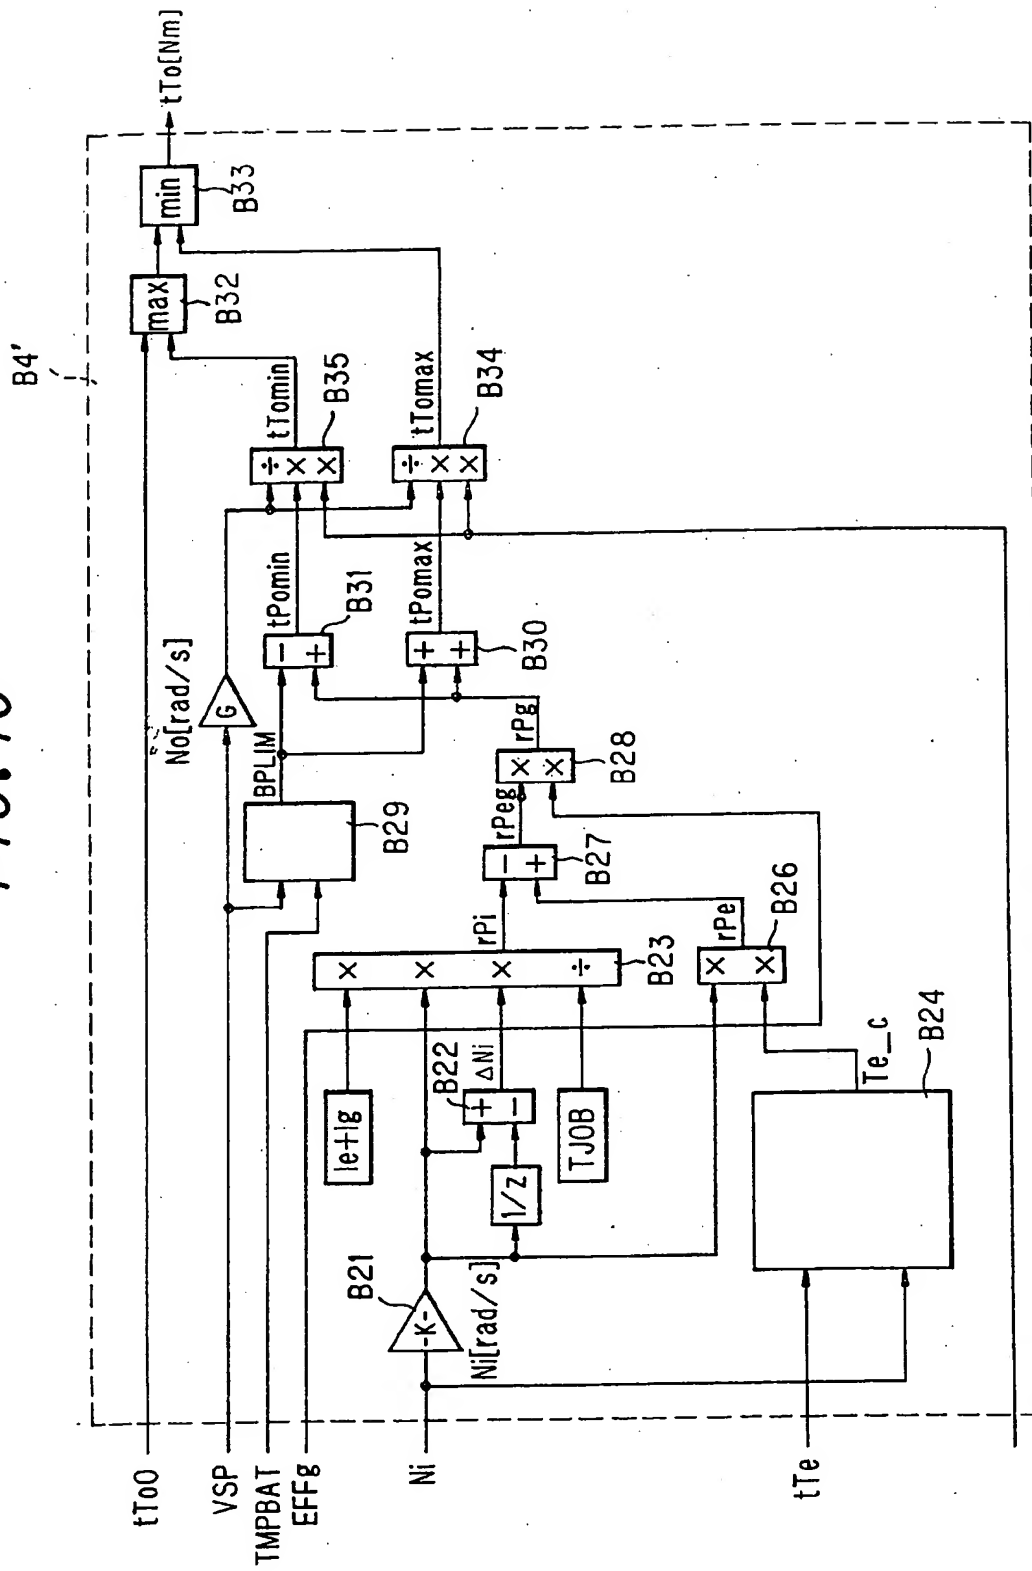 B4'
tTo0
VSP
TMPBAT
EFFg
Ni
tTe
No[rad/s]
G
BPLIM
B29
tPomin
- +
B31
tPomax
+ +
B30
÷ × ×
tTomin
B35
÷ × ×
tTomax
B34
max
B32
min
B33
tTo[Nm]
Ie+Ig
B21
-K-
Ni[rad/s]
1/z
B22
+ -
ΔNi
TJOB
× × × ÷
B23
rPi
- +
B27
rPeg
× ×
B28
rPg
× ×
B26
rPe
Te_c
B24